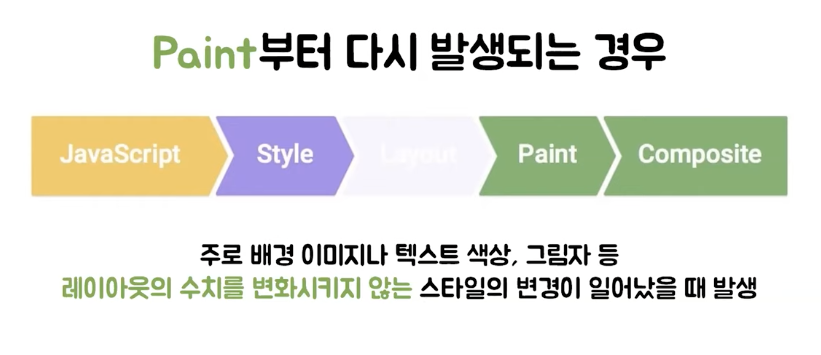 Paint부터 다시 발생되는 경우
JavaScript Style Layout Paint Composite
주로 배경 이미지나 텍스트 색상, 그림자 등
레이아웃의 수치를 변화시키지 않는 스타일의 변경이 일어났을 때 발생